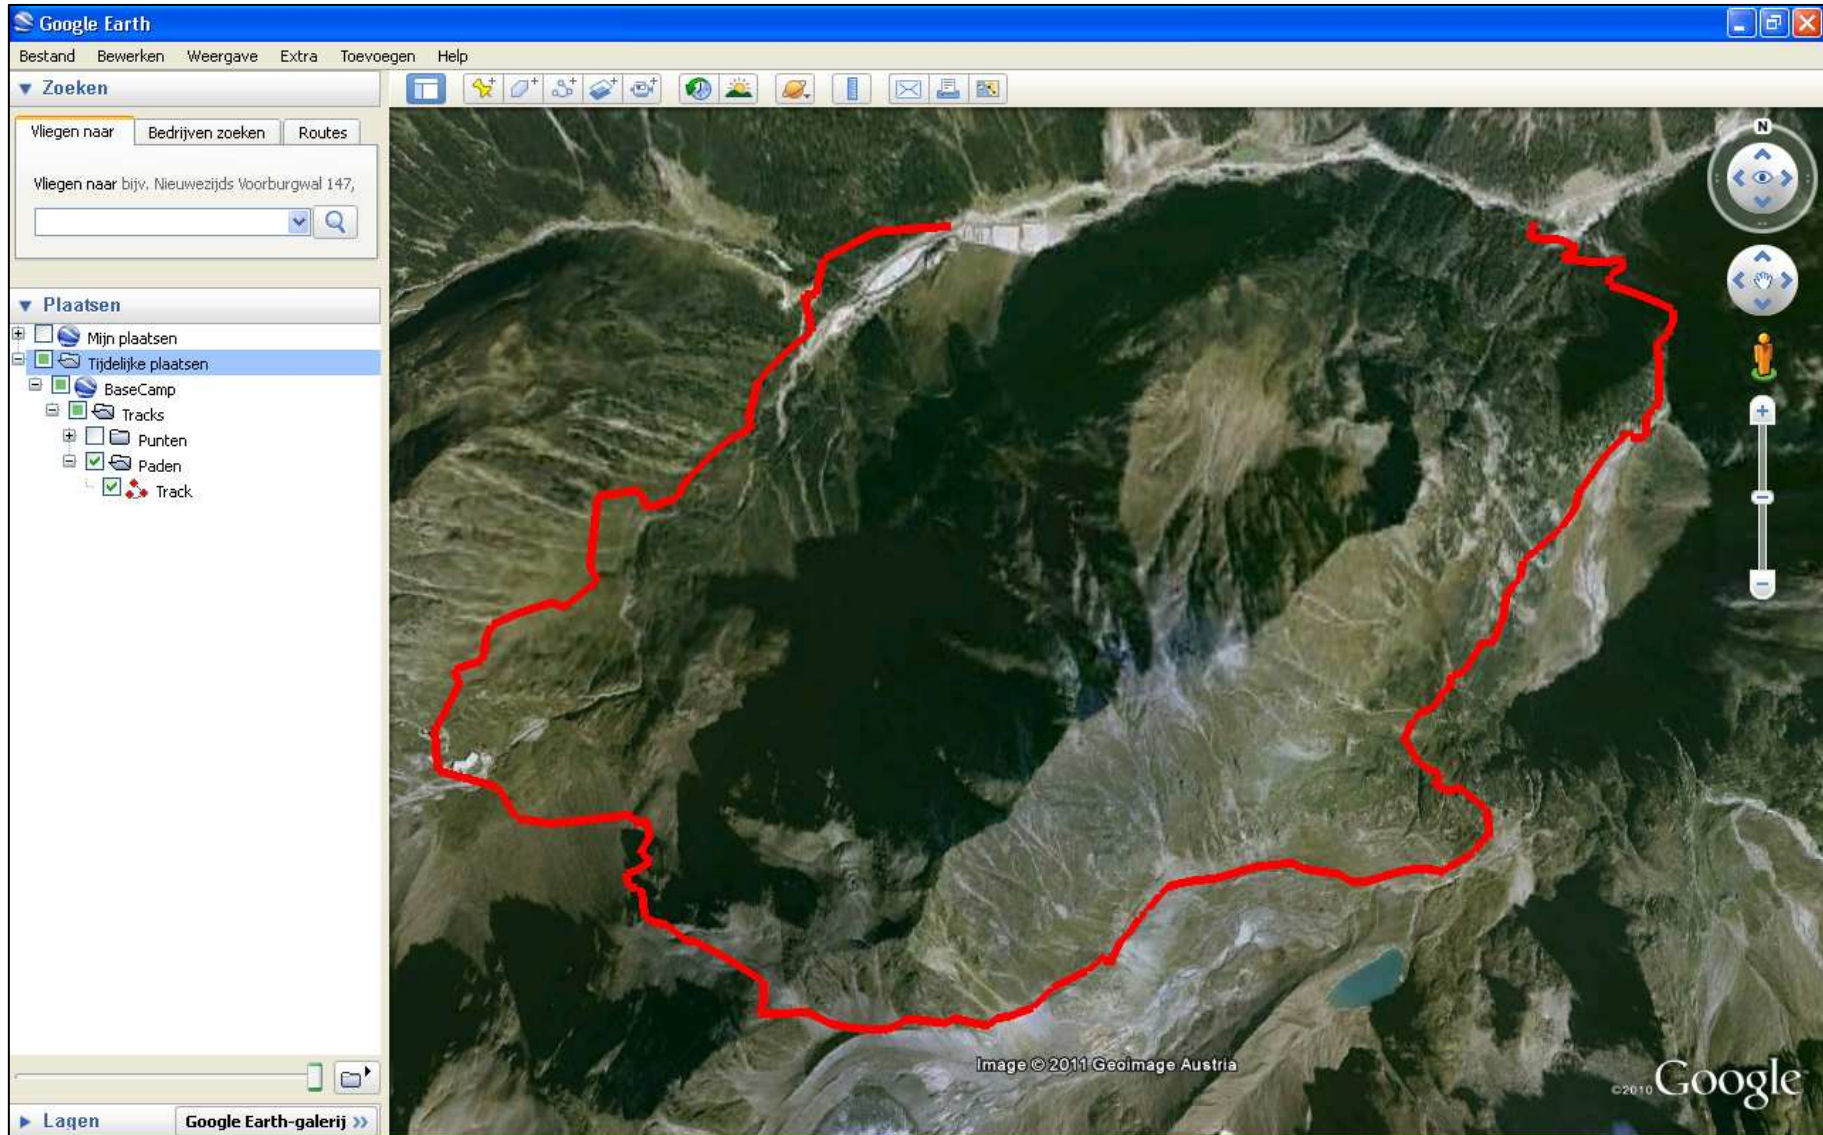 Google Earth
Bestand Bewerken Weergave Extra Toevoegen Help
Zoeken
Vliegen naar Bedrijven zoeken Routes
Vliegen naar bijv. Nieuwezijds Voorburgwal 147,
Plaatsen
Mijn plaatsen
Tijdelijke plaatsen
BaseCamp
Tracks
Punten
Paden
Track
Lagen
Google Earth-galerij >>
N
Image © 2011 Geoimage Austria
©2010 Google